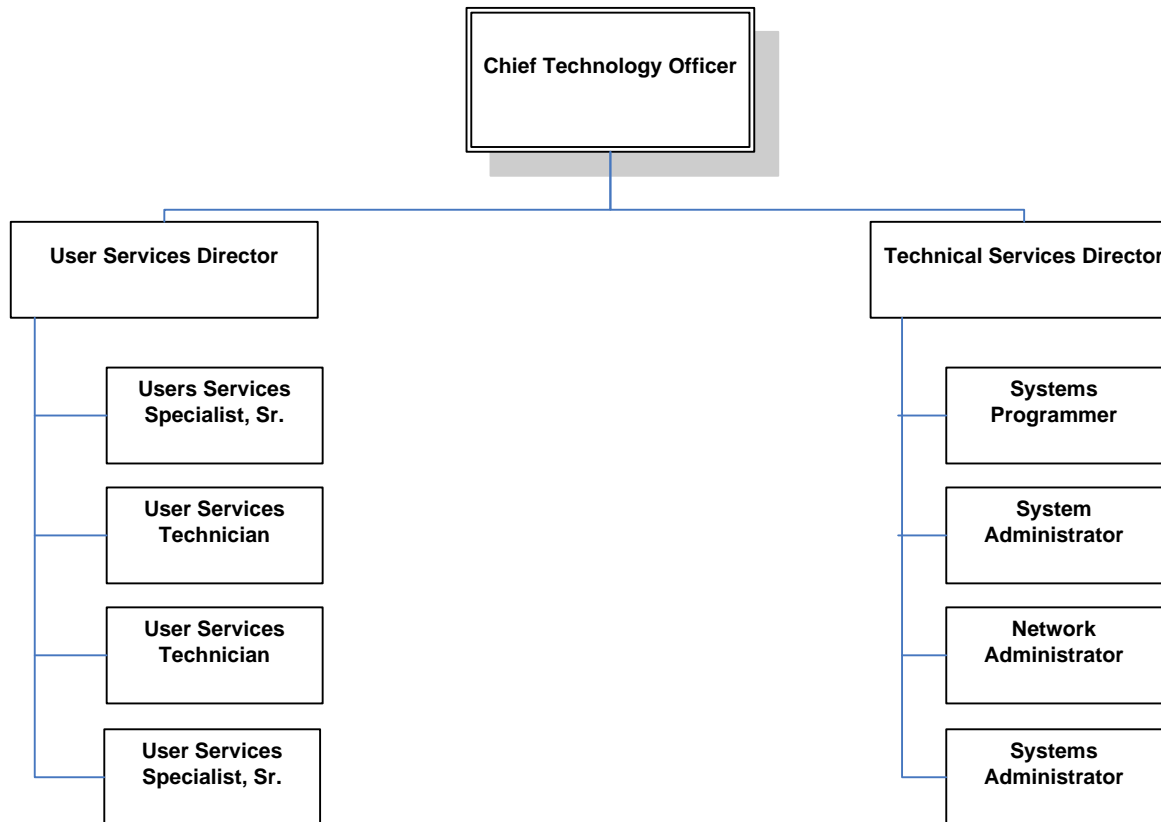 Chief Technology Officer
User Services Director
Technical Services Director
Users Services
Specialist, Sr.
User Services
Technician
User Services
Technician
User Services
Specialist, Sr.
Systems
Programmer
System
Administrator
Network
Administrator
Systems
Administrator